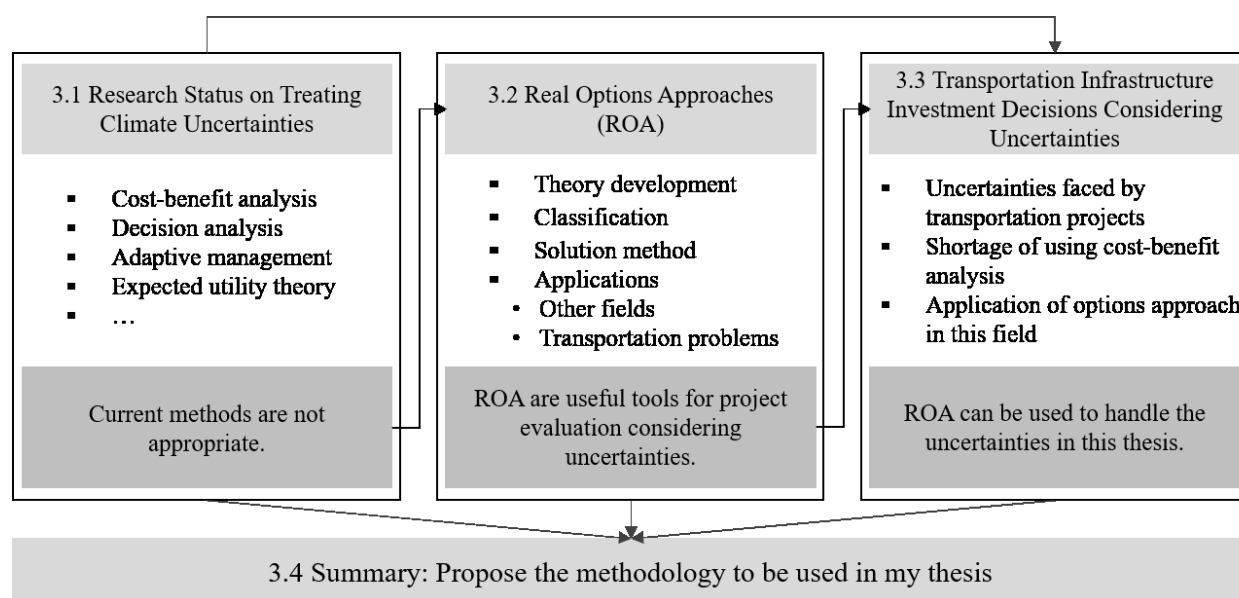 3.1 Research Status on Treating
Climate Uncertainties
▪ Cost-benefit analysis
▪ Decision analysis
▪ Adaptive management
▪ Expected utility theory
▪ …
Current methods are not
appropriate.
3.2 Real Options Approaches
(ROA)
▪ Theory development
▪ Classification
▪ Solution method
▪ Applications
• Other fields
• Transportation problems
ROA are useful tools for project
evaluation considering
uncertainties.
3.3 Transportation Infrastructure
Investment Decisions Considering
Uncertainties
▪ Uncertainties faced by
transportation projects
▪ Shortage of using cost-benefit
analysis
▪ Application of options approach
in this field
ROA can be used to handle the
uncertainties in this thesis.
3.4 Summary: Propose the methodology to be used in my thesis